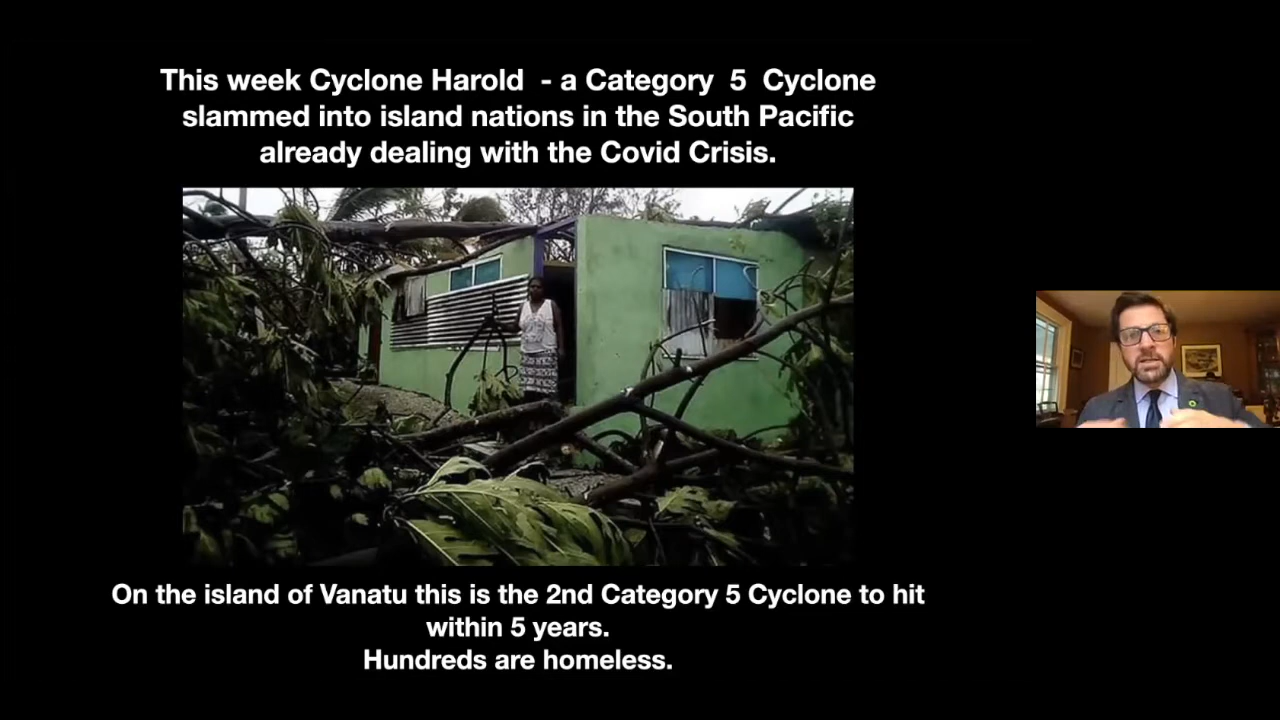 This week Cyclone Harold - a Category 5 Cyclone
slammed into island nations in the South Pacific
already dealing with the Covid Crisis.
On the island of Vanatu this is the 2nd Category 5 Cyclone to hit
within 5 years.
Hundreds are homeless.